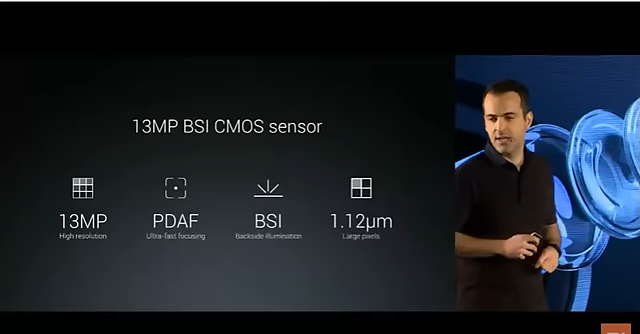 13MP BSI CMOS sensor
13MP PDAF BSI 1.12μm
High resolution Ultra-fast focusing Backside illumination Large pixels